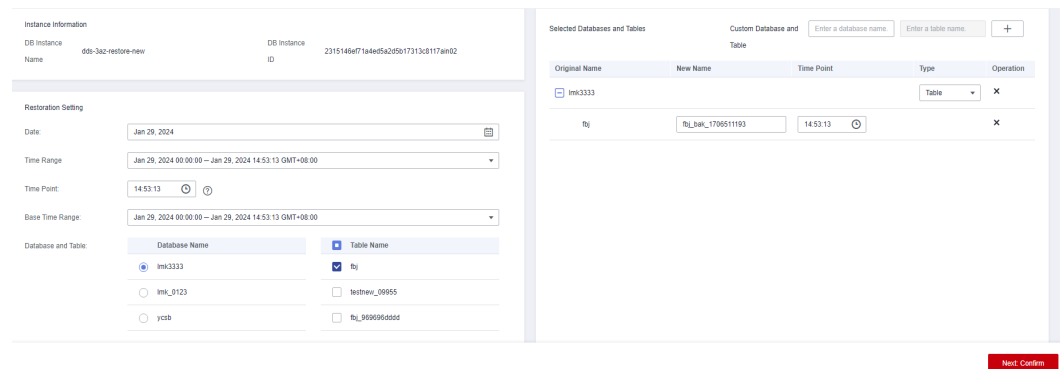 Instance Information
DB Instance Name
dds-3az-restore-new
DB Instance ID
2315146ef71a4ed5a2d5b17313c8117ain02
Restoration Setting
Date:
Jan 29, 2024
Time Range
Jan 29, 2024 00:00:00 -- Jan 29, 2024 14:53:13 GMT+08:00
Time Point:
14:53:13
Base Time Range:
Jan 29, 2024 00:00:00 -- Jan 29, 2024 14:53:13 GMT+08:00
Database and Table:
Database Name
Table Name
lmk3333
fbj
lmk_0123
testnew_09955
ycsb
fbj_969696dddd
Selected Databases and Tables
Custom Database and Table
Enter a database name.
Enter a table name.
Original Name
New Name
Time Point
Type
Operation
lmk3333
Table
fbj
fbj_bak_1706511193
14:53:13
Next: Confirm